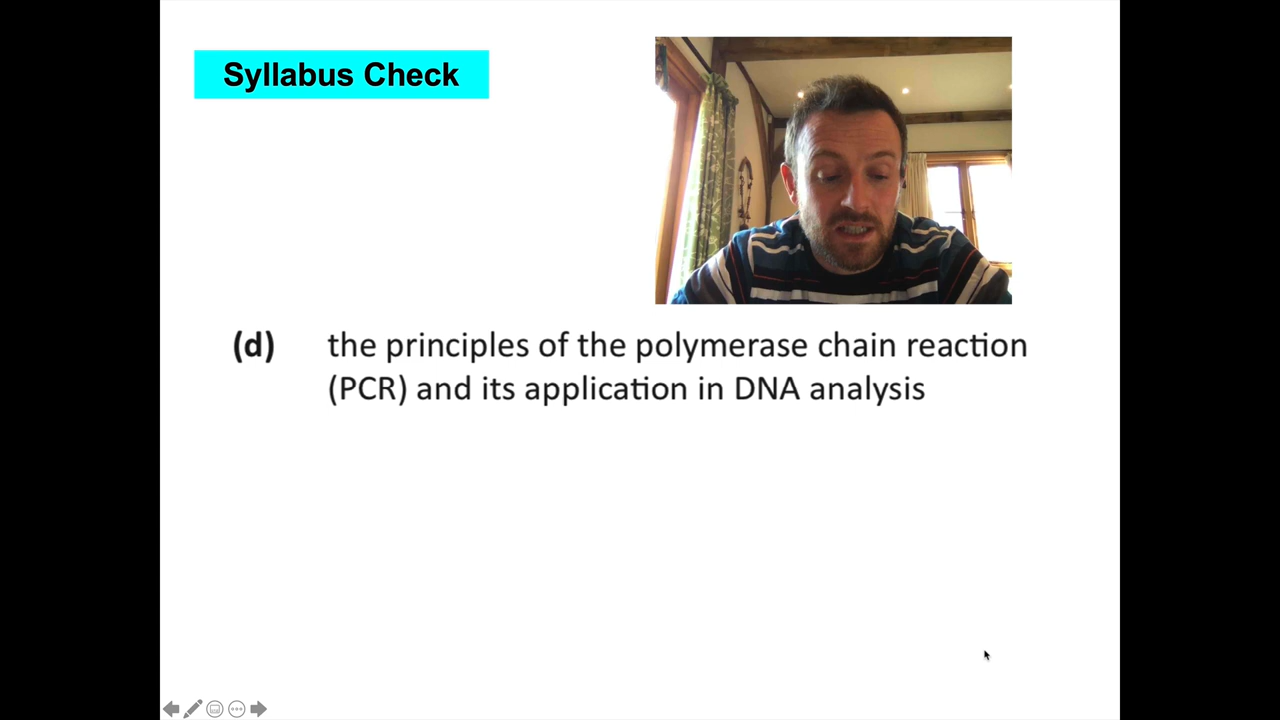 Syllabus Check
(d) the principles of the polymerase chain reaction
(PCR) and its application in DNA analysis